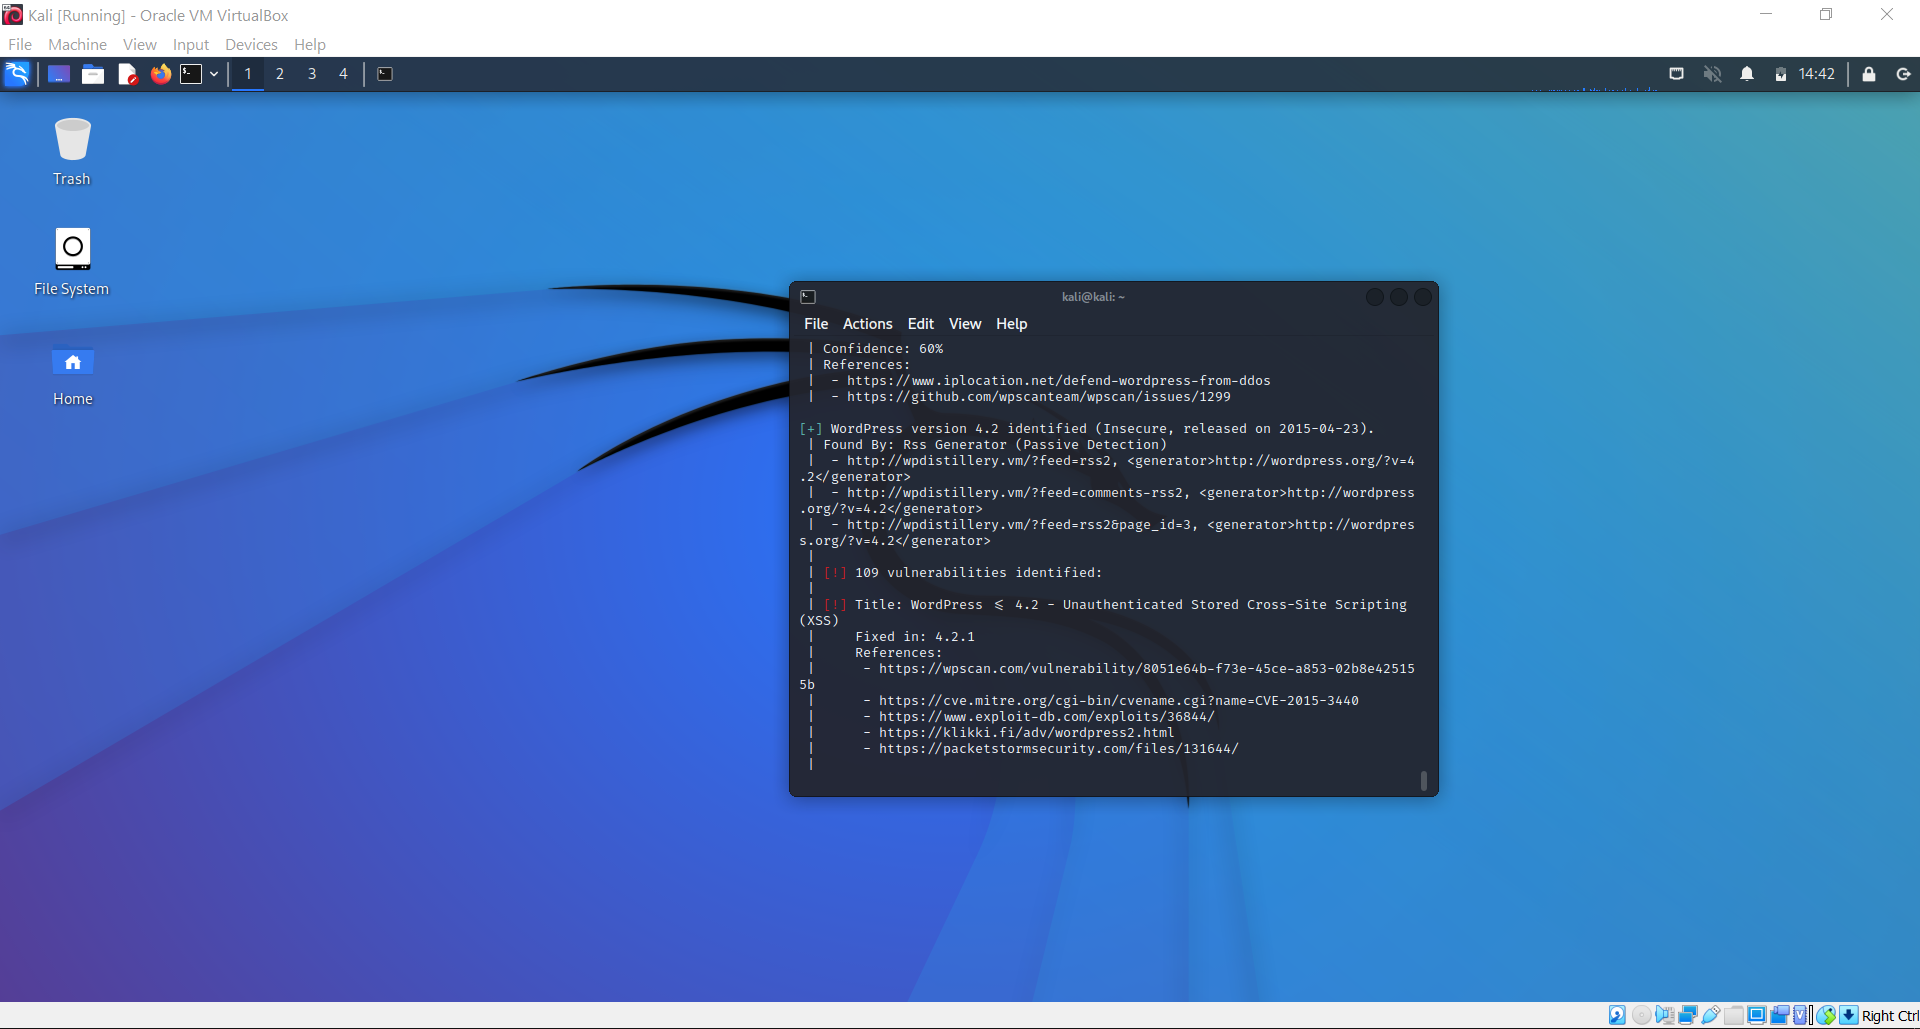 Kali [Running] - Oracle VM VirtualBox
File Machine View Input Devices Help
1 2 3 4
14:42
Trash
File System
Home
kali@kali: ~
File Actions Edit View Help
| Confidence: 60%
| References:
|  - https://www.iplocation.net/defend-wordpress-from-ddos
|  - https://github.com/wpscanteam/wpscan/issues/1299
[+] WordPress version 4.2 identified (Insecure, released on 2015-04-23).
| Found By: Rss Generator (Passive Detection)
|  - http://wpdistillery.vm/?feed=rss2, <generator>http://wordpress.org/?v=4
.2</generator>
|  - http://wpdistillery.vm/?feed=comments-rss2, <generator>http://wordpress
.org/?v=4.2</generator>
|  - http://wpdistillery.vm/?feed=rss2&page_id=3, <generator>http://wordpres
s.org/?v=4.2</generator>
|
| [!] 109 vulnerabilities identified:
|
| [!] Title: WordPress <= 4.2 - Unauthenticated Stored Cross-Site Scripting
(XSS)
|     Fixed in: 4.2.1
|     References:
|      - https://wpscan.com/vulnerability/8051e64b-f73e-45ce-a853-02b8e42515
5b
|      - https://cve.mitre.org/cgi-bin/cvename.cgi?name=CVE-2015-3440
|      - https://www.exploit-db.com/exploits/36844/
|      - https://klikki.fi/adv/wordpress2.html
|      - https://packetstormsecurity.com/files/131644/
|
Right Ctrl